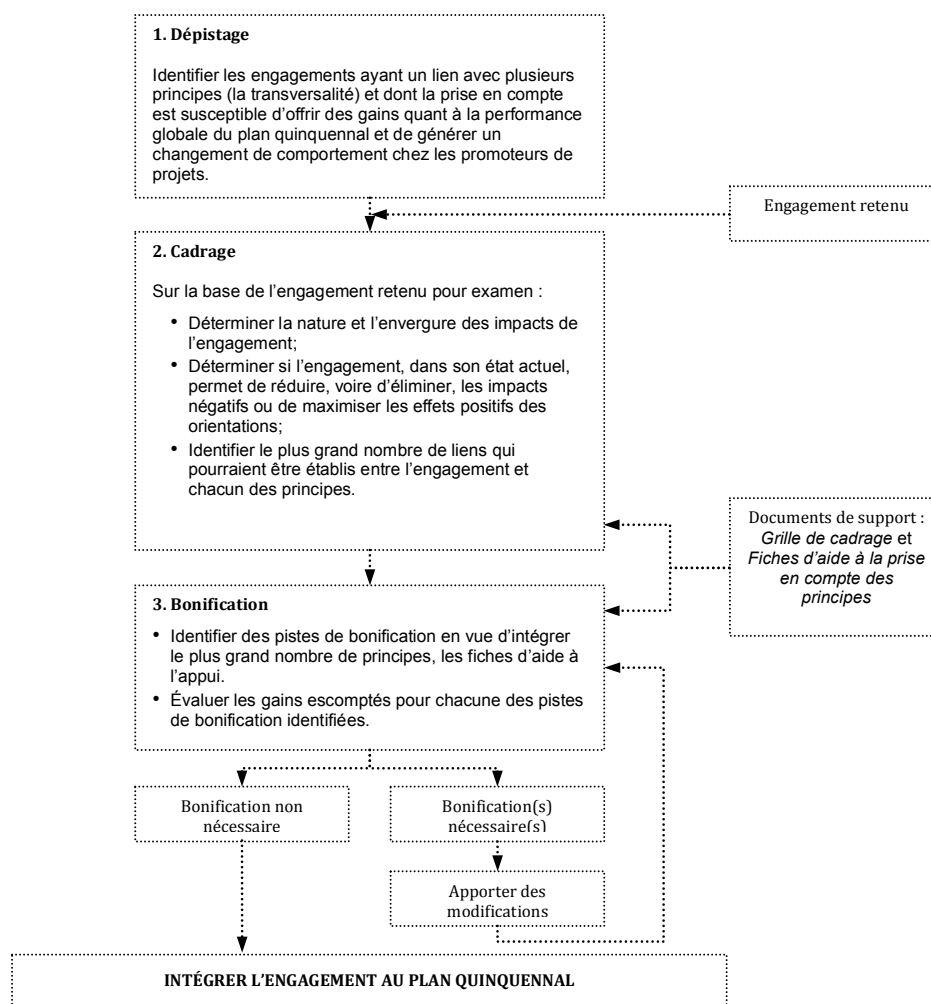 1. Dépistage
Identifier les engagements ayant un lien avec plusieurs
principes (la transversalité) et dont la prise en compte
est susceptible d’offrir des gains quant à la performance
globale du plan quinquennal et de générer un
changement de comportement chez les promoteurs de
projets.
Engagement retenu
2. Cadrage
Sur la base de l’engagement retenu pour examen :
• Déterminer la nature et l’envergure des impacts de
l’engagement;
• Déterminer si l’engagement, dans son état actuel,
permet de réduire, voire d’éliminer, les impacts
négatifs ou de maximiser les effets positifs des
orientations;
• Identifier le plus grand nombre de liens qui
pourraient être établis entre l’engagement et
chacun des principes.
Documents de support :
Grille de cadrage et
Fiches d’aide à la prise
en compte des
principes
3. Bonification
• Identifier des pistes de bonification en vue d’intégrer
le plus grand nombre de principes, les fiches d’aide à
l’appui.
• Évaluer les gains escomptés pour chacune des pistes
de bonification identifiées.
Bonification non
nécessaire
Bonification(s)
nécessaire(s)
Apporter des
modifications
INTÉGRER L’ENGAGEMENT AU PLAN QUINQUENNAL